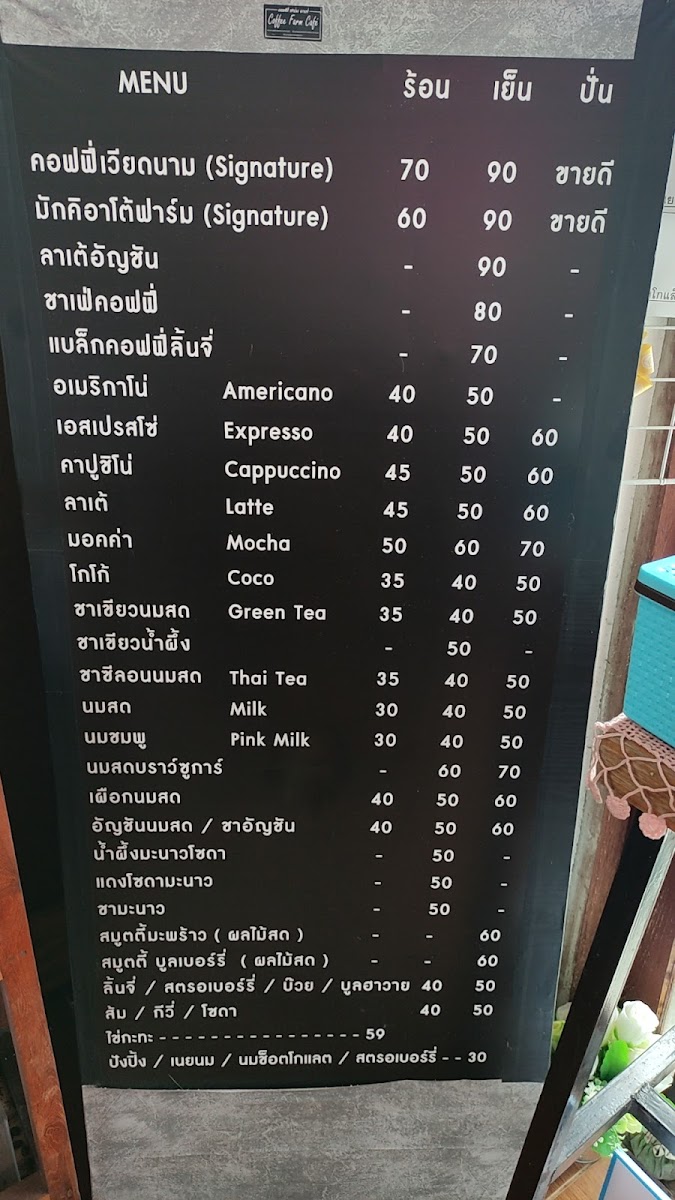 Coffee Farm Café
MENU ร้อน เย็น ปั่น
คอฟฟี่เวียดนาม (Signature) 70 90 ขายดี
มัคคิอาโต้ฟาร์ม (Signature) 60 90 ขายดี
ลาเต้อัญชัน - 90 -
ชาเฟ่คอฟฟี่ - 80 -
แบล็กคอฟฟี่ลิ้นจี่ - 70 -
อเมริกาโน่ Americano 40 50 -
เอสเปรสโซ่ Expresso 40 50 60
คาปูชิโน่ Cappuccino 45 50 60
ลาเต้ Latte 45 50 60
มอคค่า Mocha 50 60 70
โกโก้ Coco 35 40 50
ชาเขียวนมสด Green Tea 35 40 50
ชาเขียวน้ำผึ้ง - 50 -
ชาซีลอนนมสด Thai Tea 35 40 50
นมสด Milk 30 40 50
นมชมพู Pink Milk 30 40 50
นมสดบราว์ชูการ์ - 60 70
เผือกนมสด 40 50 60
อัญชันนมสด / ชาอัญชัน 40 50 60
น้ำผึ้งมะนาวโซดา - 50 -
แดงโซดามะนาว - 50 -
ชามะนาว - 50 -
สมูตตี้มะพร้าว ( ผลไม้สด ) - - 60
สมูตตี้ บูลเบอร์รี่ ( ผลไม้สด ) - - 60
ลิ้นจี่ / สตรอเบอร์รี่ / บ๊วย / บูลฮาวาย 40 50
ส้ม / กีวี่ / โซดา 40 50
ไข่กะทะ - - - - - - - - - - - - - - - - - 59
ปังปิ้ง / เนยนม / นมช็อตโกแลต / สตรอเบอร์รี่ - - 30